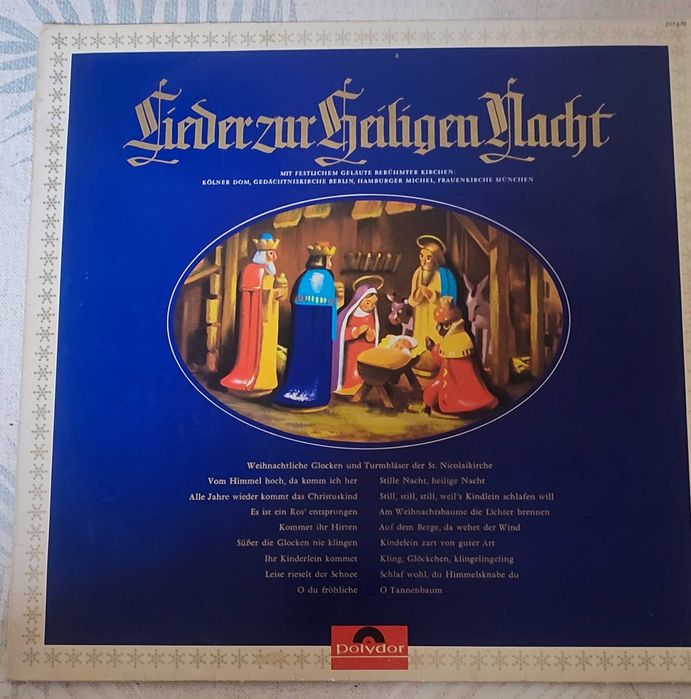 Lieder zur Heiligen Nacht
MIT FESTLICHEM GELÄUTE BERÜHMTER KIRCHEN:
KÖLNER DOM, GEDÄCHTNISKIRCHE BERLIN, HAMBURGER MICHEL, FRAUENKIRCHE MÜNCHEN
Weihnachtliche Glocken und Turmbläser der St. Nicolaikirche
Vom Himmel hoch, da komm ich her
Alle Jahre wieder kommt das Christuskind
Es ist ein Ros' entsprungen
Kommet ihr Hirten
Süßer die Glocken nie klingen
Ihr Kinderlein kommet
Leise rieselt der Schnee
O du fröhliche
Stille Nacht, heilige Nacht
Still, still, still, weil's Kindlein schlafen will
Am Weihnachtsbaume die Lichter brennen
Auf dem Berge, da wehet der Wind
Kindelein zart von guter Art
Kling, Glöckchen, klingelingeling
Schlaf wohl, du Himmelsknabe du
O Tannenbaum
polydor